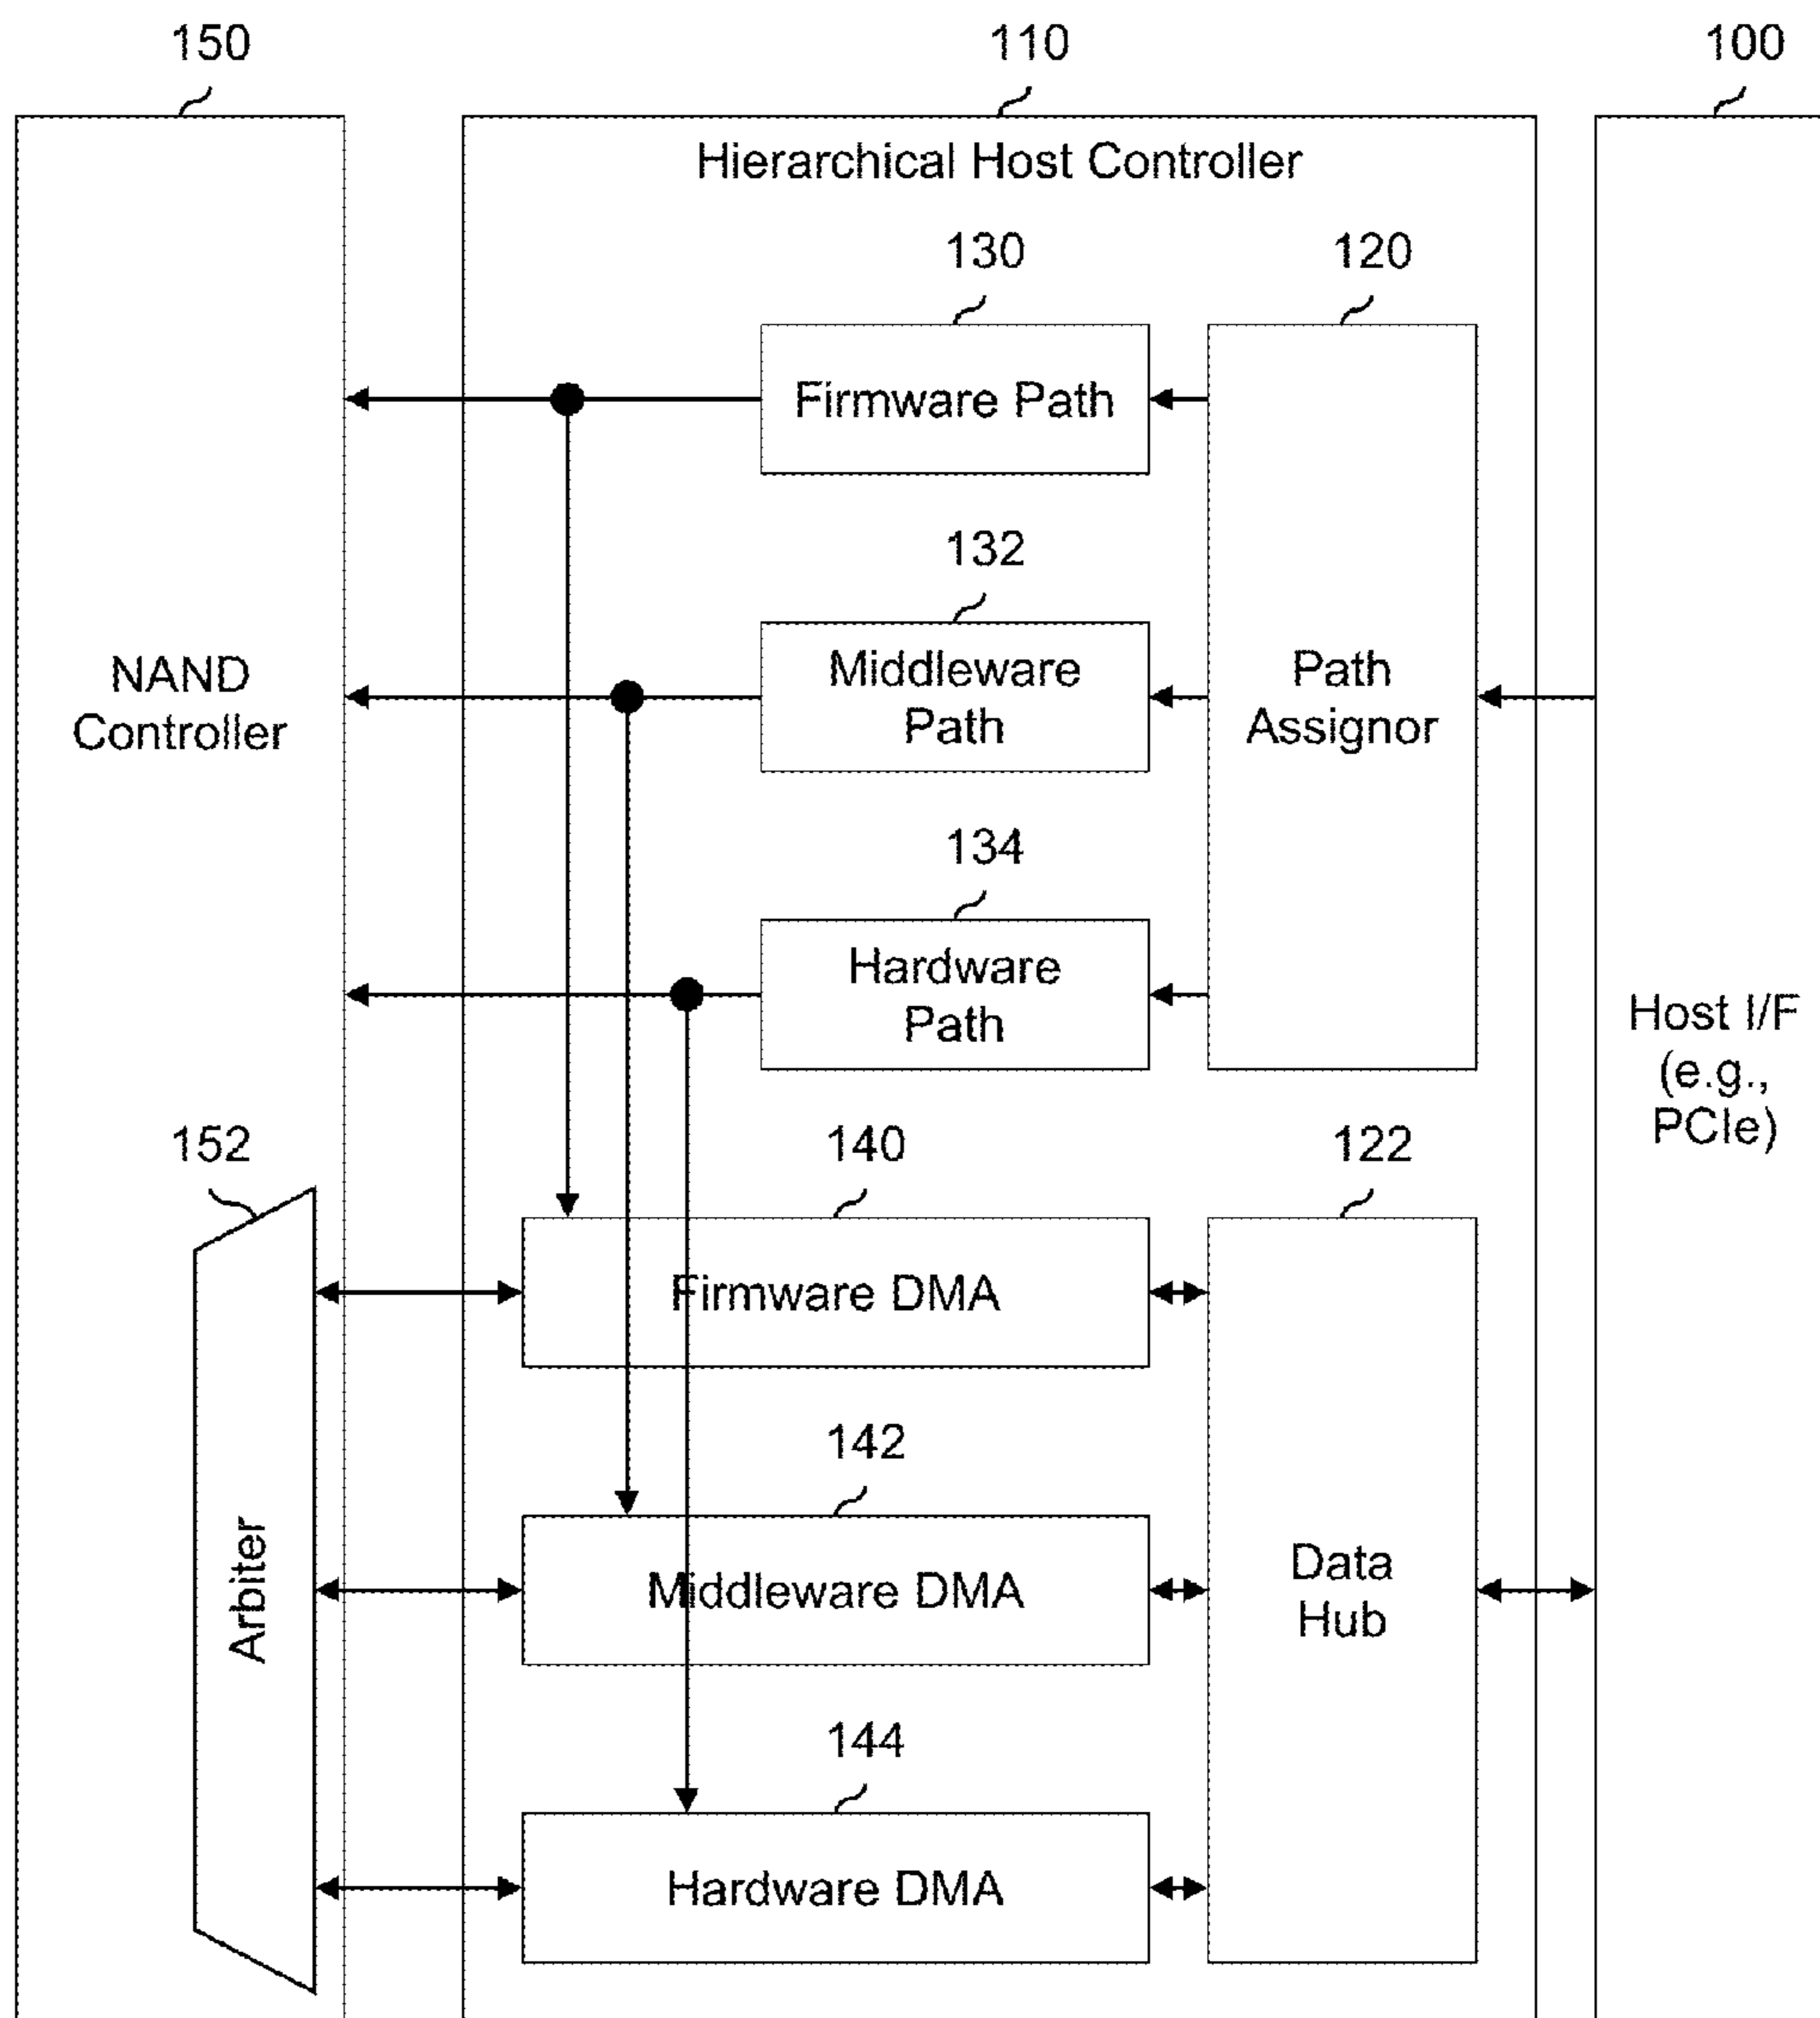 150
110
100
Hierarchical Host Controller
130
120
Firmware Path
132
NAND
Controller
Middleware
Path
Path
Assignor
134
Hardware
Path
Host I/F
(e.g.,
PCIe)
152
140
122
Firmware DMA
142
Arbiter
Middleware DMA
Data
Hub
144
Hardware DMA